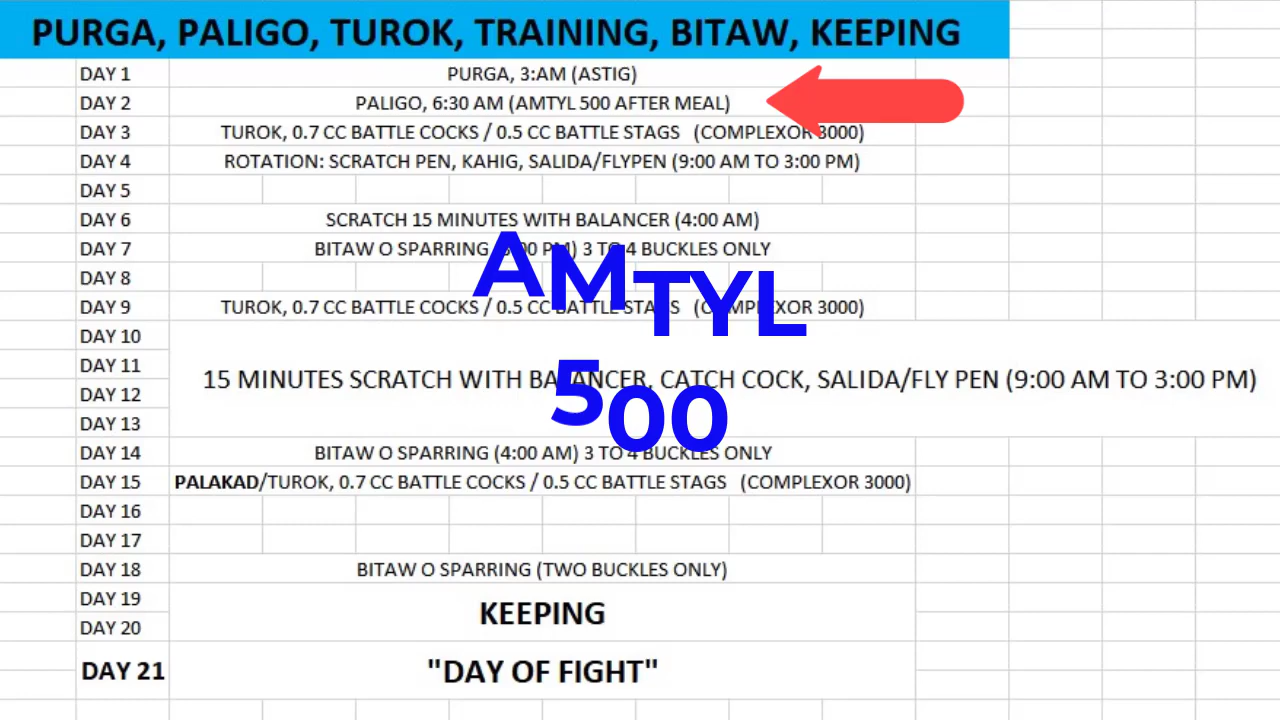 PURGA, PALIGO, TUROK, TRAINING, BITAW, KEEPING
DAY 1 PURGA, 3:AM (ASTIG)
DAY 2 PALIGO, 6:30 AM (AMTYL 500 AFTER MEAL)
DAY 3 TUROK, 0.7 CC BATTLE COCKS / 0.5 CC BATTLE STAGS (COMPLEXOR 3000)
DAY 4 ROTATION: SCRATCH PEN, KAHIG, SALIDA/FLYPEN (9:00 AM TO 3:00 PM)
DAY 5
DAY 6 SCRATCH 15 MINUTES WITH BALANCER (4:00 AM)
DAY 7 BITAW O SPARRING PM) 3 TO 4 BUCKLES ONLY
DAY 8
DAY 9 TUROK, 0.7 CC BATTLE COCKS / 0.5 CC BATTLE STAGS (COMPLEXOR 3000)
DAY 10
DAY 11
15 MINUTES SCRATCH WITH BALANCER, CATCH COCK, SALIDA/FLY PEN (9:00 AM TO 3:00 PM)
DAY 12
DAY 13
DAY 14 BITAW O SPARRING (4:00 AM) 3 TO 4 BUCKLES ONLY
DAY 15 PALAKAD/TUROK, 0.7 CC BATTLE COCKS / 0.5 CC BATTLE STAGS (COMPLEXOR 3000)
DAY 16
DAY 17
DAY 18 BITAW O SPARRING (TWO BUCKLES ONLY)
DAY 19
KEEPING
DAY 20
DAY 21 "DAY OF FIGHT"
AMTYL
500